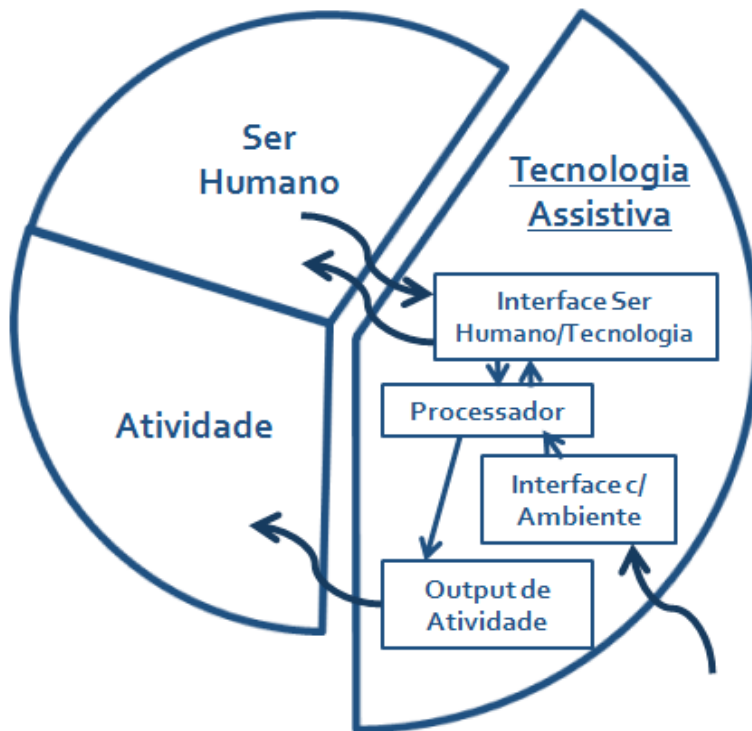 Ser
Humano
Tecnologia
Assistiva
Interface Ser
Humano/Tecnologia
Processador
Atividade
Interface c/
Ambiente
Output de
Atividade